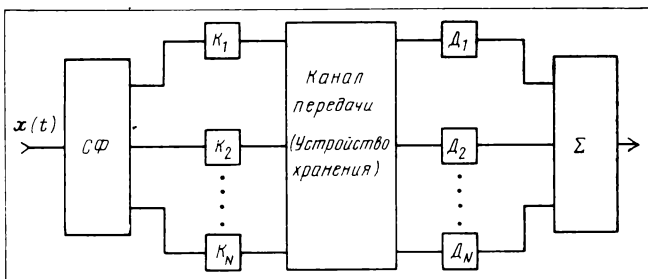 x(t)
СФ
К₁
К₂
Кₙ
Канал
передачи
(Устройство
хранения)
Д₁
Д₂
Дₙ
Σ